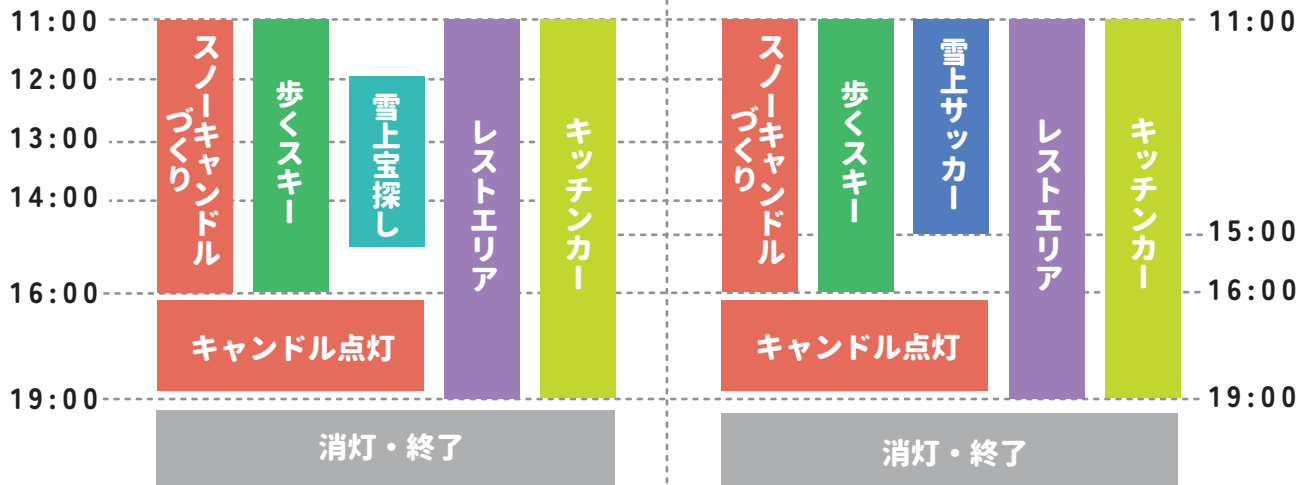 11:00
12:00
13:00
14:00
16:00
19:00
スノーキャンドル
づくり
歩くスキー
雪上宝探し
レストエリア
キッチンカー
キャンドル点灯
消灯・終了
スノーキャンドル
づくり
歩くスキー
雪上サッカー
レストエリア
キッチンカー
キャンドル点灯
消灯・終了
11:00
15:00
16:00
19:00